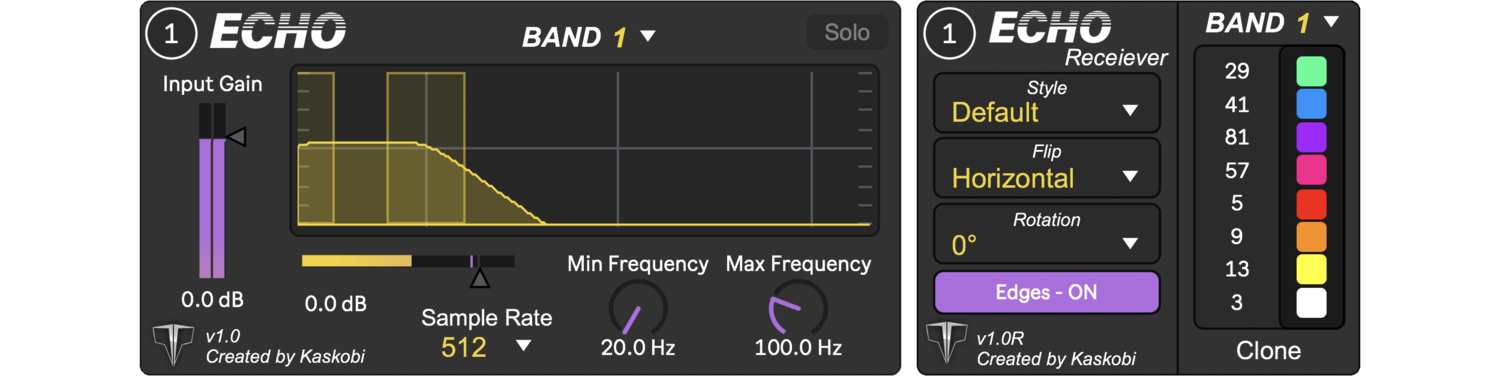 1 ECHO
BAND 1
Solo
Input Gain
0.0 dB
0.0 dB
Sample Rate
512
Min Frequency
20.0 Hz
Max Frequency
100.0 Hz
v1.0
Created by Kaskobi
1 ECHO
Receiever
Style
Default
Flip
Horizontal
Rotation
0°
Edges - ON
v1.0R
Created by Kaskobi
BAND 1
29
41
81
57
5
9
13
3
Clone